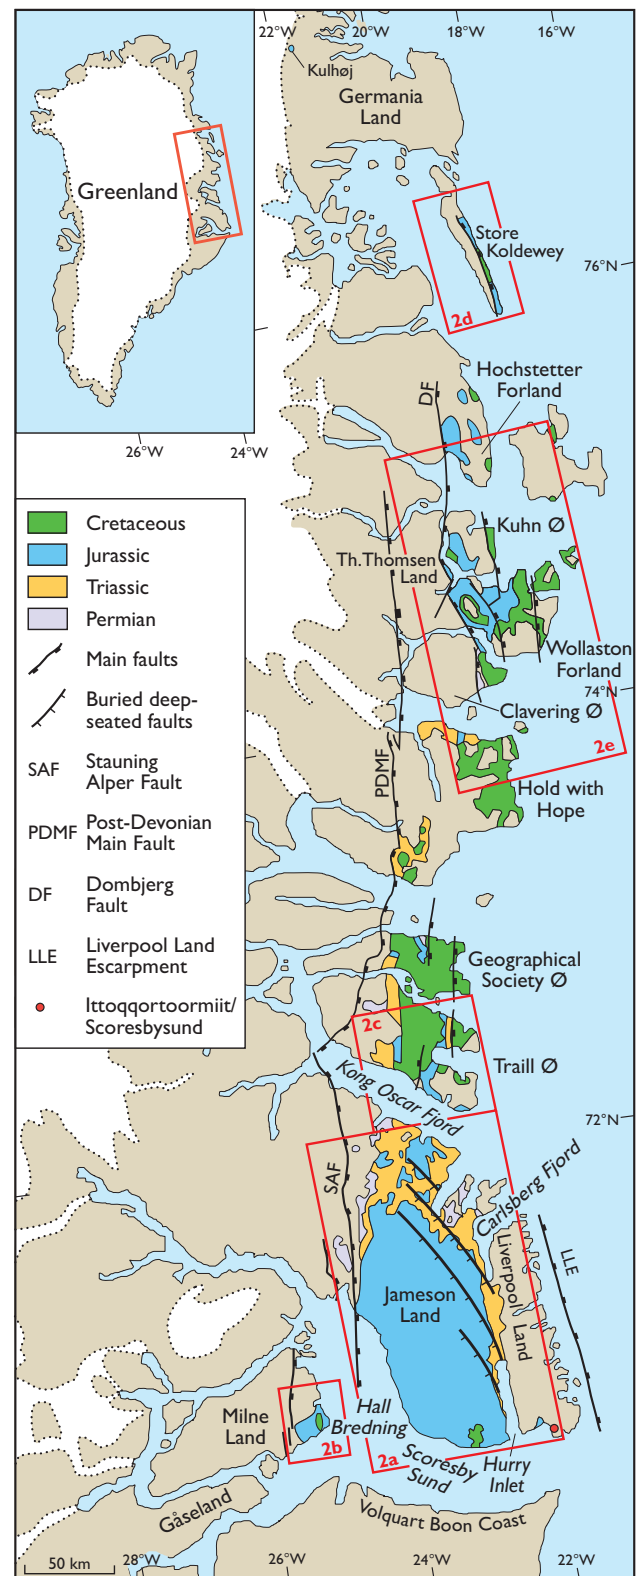 22°W
20°W
18°W
16°W
Kulhøj
Germania
Land
Greenland
Store
Koldewey
76°N
2d
Hochstetter
Forland
DF
26°W
24°W
Cretaceous
Jurassic
Triassic
Permian
Main faults
Buried deep-
seated faults
SAF
Stauning
Alper Fault
PDMF
Post-Devonian
Main Fault
DF
Dombjerg
Fault
LLE
Liverpool Land
Escarpment
Ittoqqortoormiit/
Scoresbysund
Kuhn Ø
Th. Thomsen
Land
Wollaston
Forland
74°N
Clavering Ø
2e
PDMF
Hold with
Hope
Geographical
Society Ø
2c
Traill Ø
Kong Oscar Fjord
72°N
SAF
Carlsberg Fjord
Liverpool Land
LLE
Jameson
Land
Milne
Land
Hall
Bredning
2b
2a
Scoresby
Sund
Hurry
Inlet
Gåseland
Volquart Boon Coast
50 km
28°W
26°W
24°W
22°W